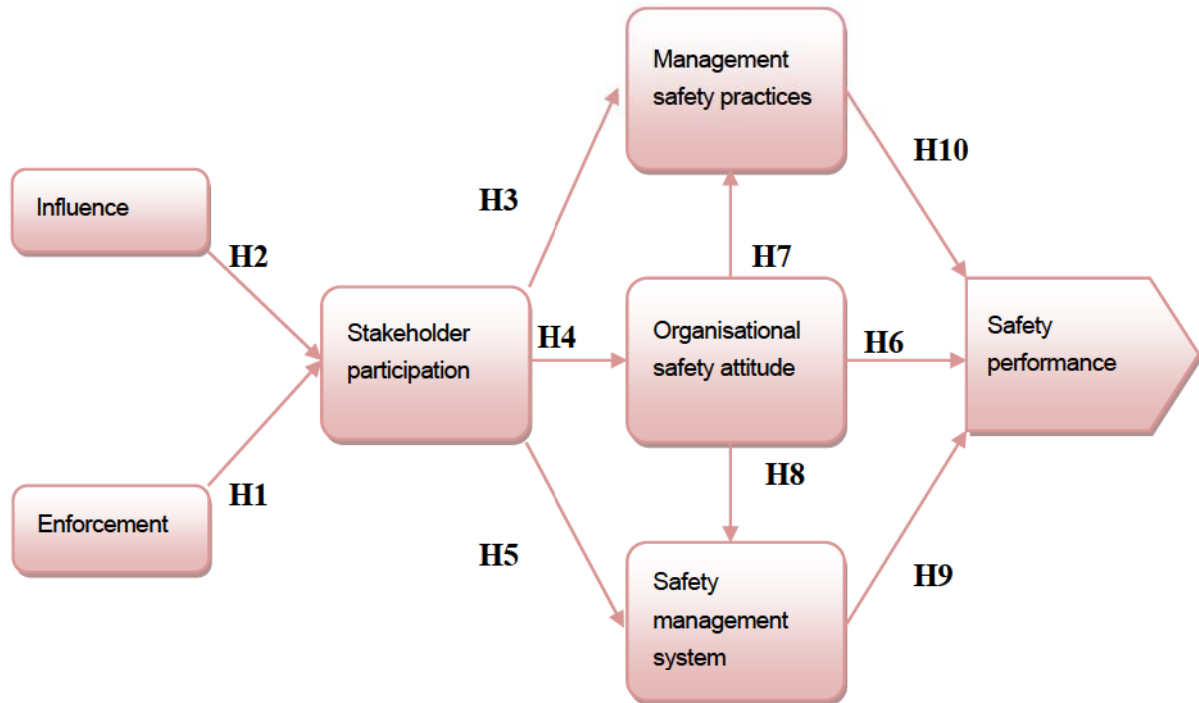 Management
safety practices
H10
H3
Influence
H2
H7
Stakeholder
participation
H4
Organisational
safety attitude
H6
Safety
performance
H8
Enforcement
H1
H5
Safety
management
system
H9